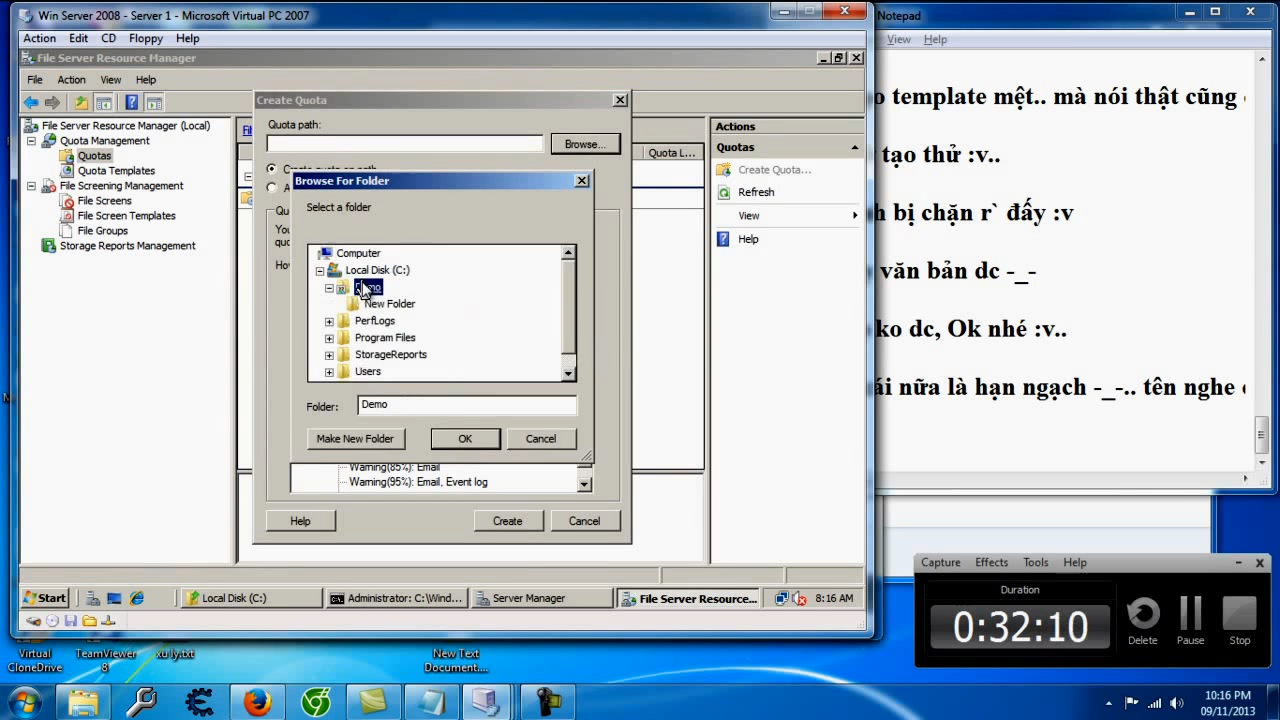 Win Server 2008 - Server 1 - Microsoft Virtual PC 2007
Action Edit CD Floppy Help
File Server Resource Manager
File Action View Help
File Server Resource Manager (Local)
Quota Management
Quotas
Quota Templates
File Screening Management
File Screens
File Screen Templates
File Groups
Storage Reports Management
Create Quota
Quota path:
Browse...
Browse For Folder
Select a folder
Computer
Local Disk (C:)
New Folder
PerfLogs
Program Files
StorageReports
Users
Folder: Demo
Make New Folder OK Cancel
Warning(85%): Email
Warning(95%): Email, Event log
Help Create Cancel
Quota L...
Actions
Quotas
Create Quota...
Refresh
View
Help
Start
Local Disk (C:)
Administrator: C:\Wind...
Server Manager
File Server Resource...
8:16 AM
Notepad
View Help
template mệt.. mà nói thật cũng
tạo thử :v..
bị chặn r` đấy :v
văn bản dc -_-
ko dc, Ok nhé :v..
nữa là hạn ngạch -_-.. tên nghe
Capture Effects Tools Help
Duration
0:32:10
Delete Pause Stop
Virtual
CloneDrive
TeamViewer
8
xu ly.txt
New Text
Document....
10:16 PM
09/11/2013